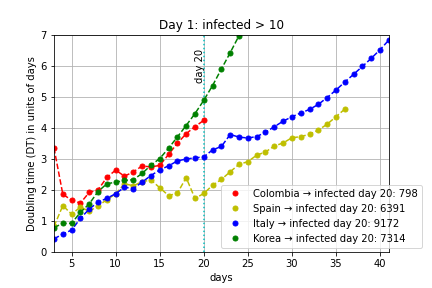 Day 1: infected > 10
Doubling time (DT) in units of days
7
6
5
4
3
2
1
0
day 20
Colombia → infected day 20: 798
Spain → infected day 20: 6391
Italy → infected day 20: 9172
Korea → infected day 20: 7314
5 10 15 20 25 30 35 40
days